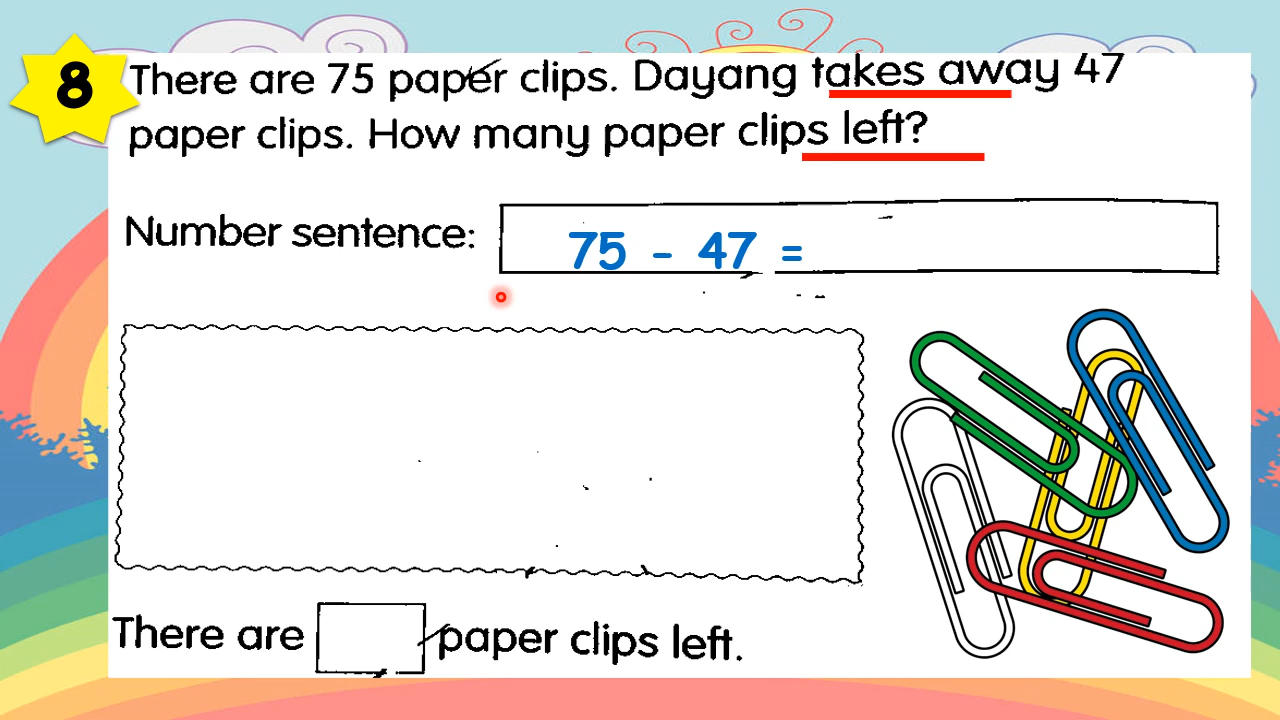 8
There are 75 paper clips. Dayang takes away 47
paper clips. How many paper clips left?
Number sentence:
75 - 47 =
There are
paper clips left.